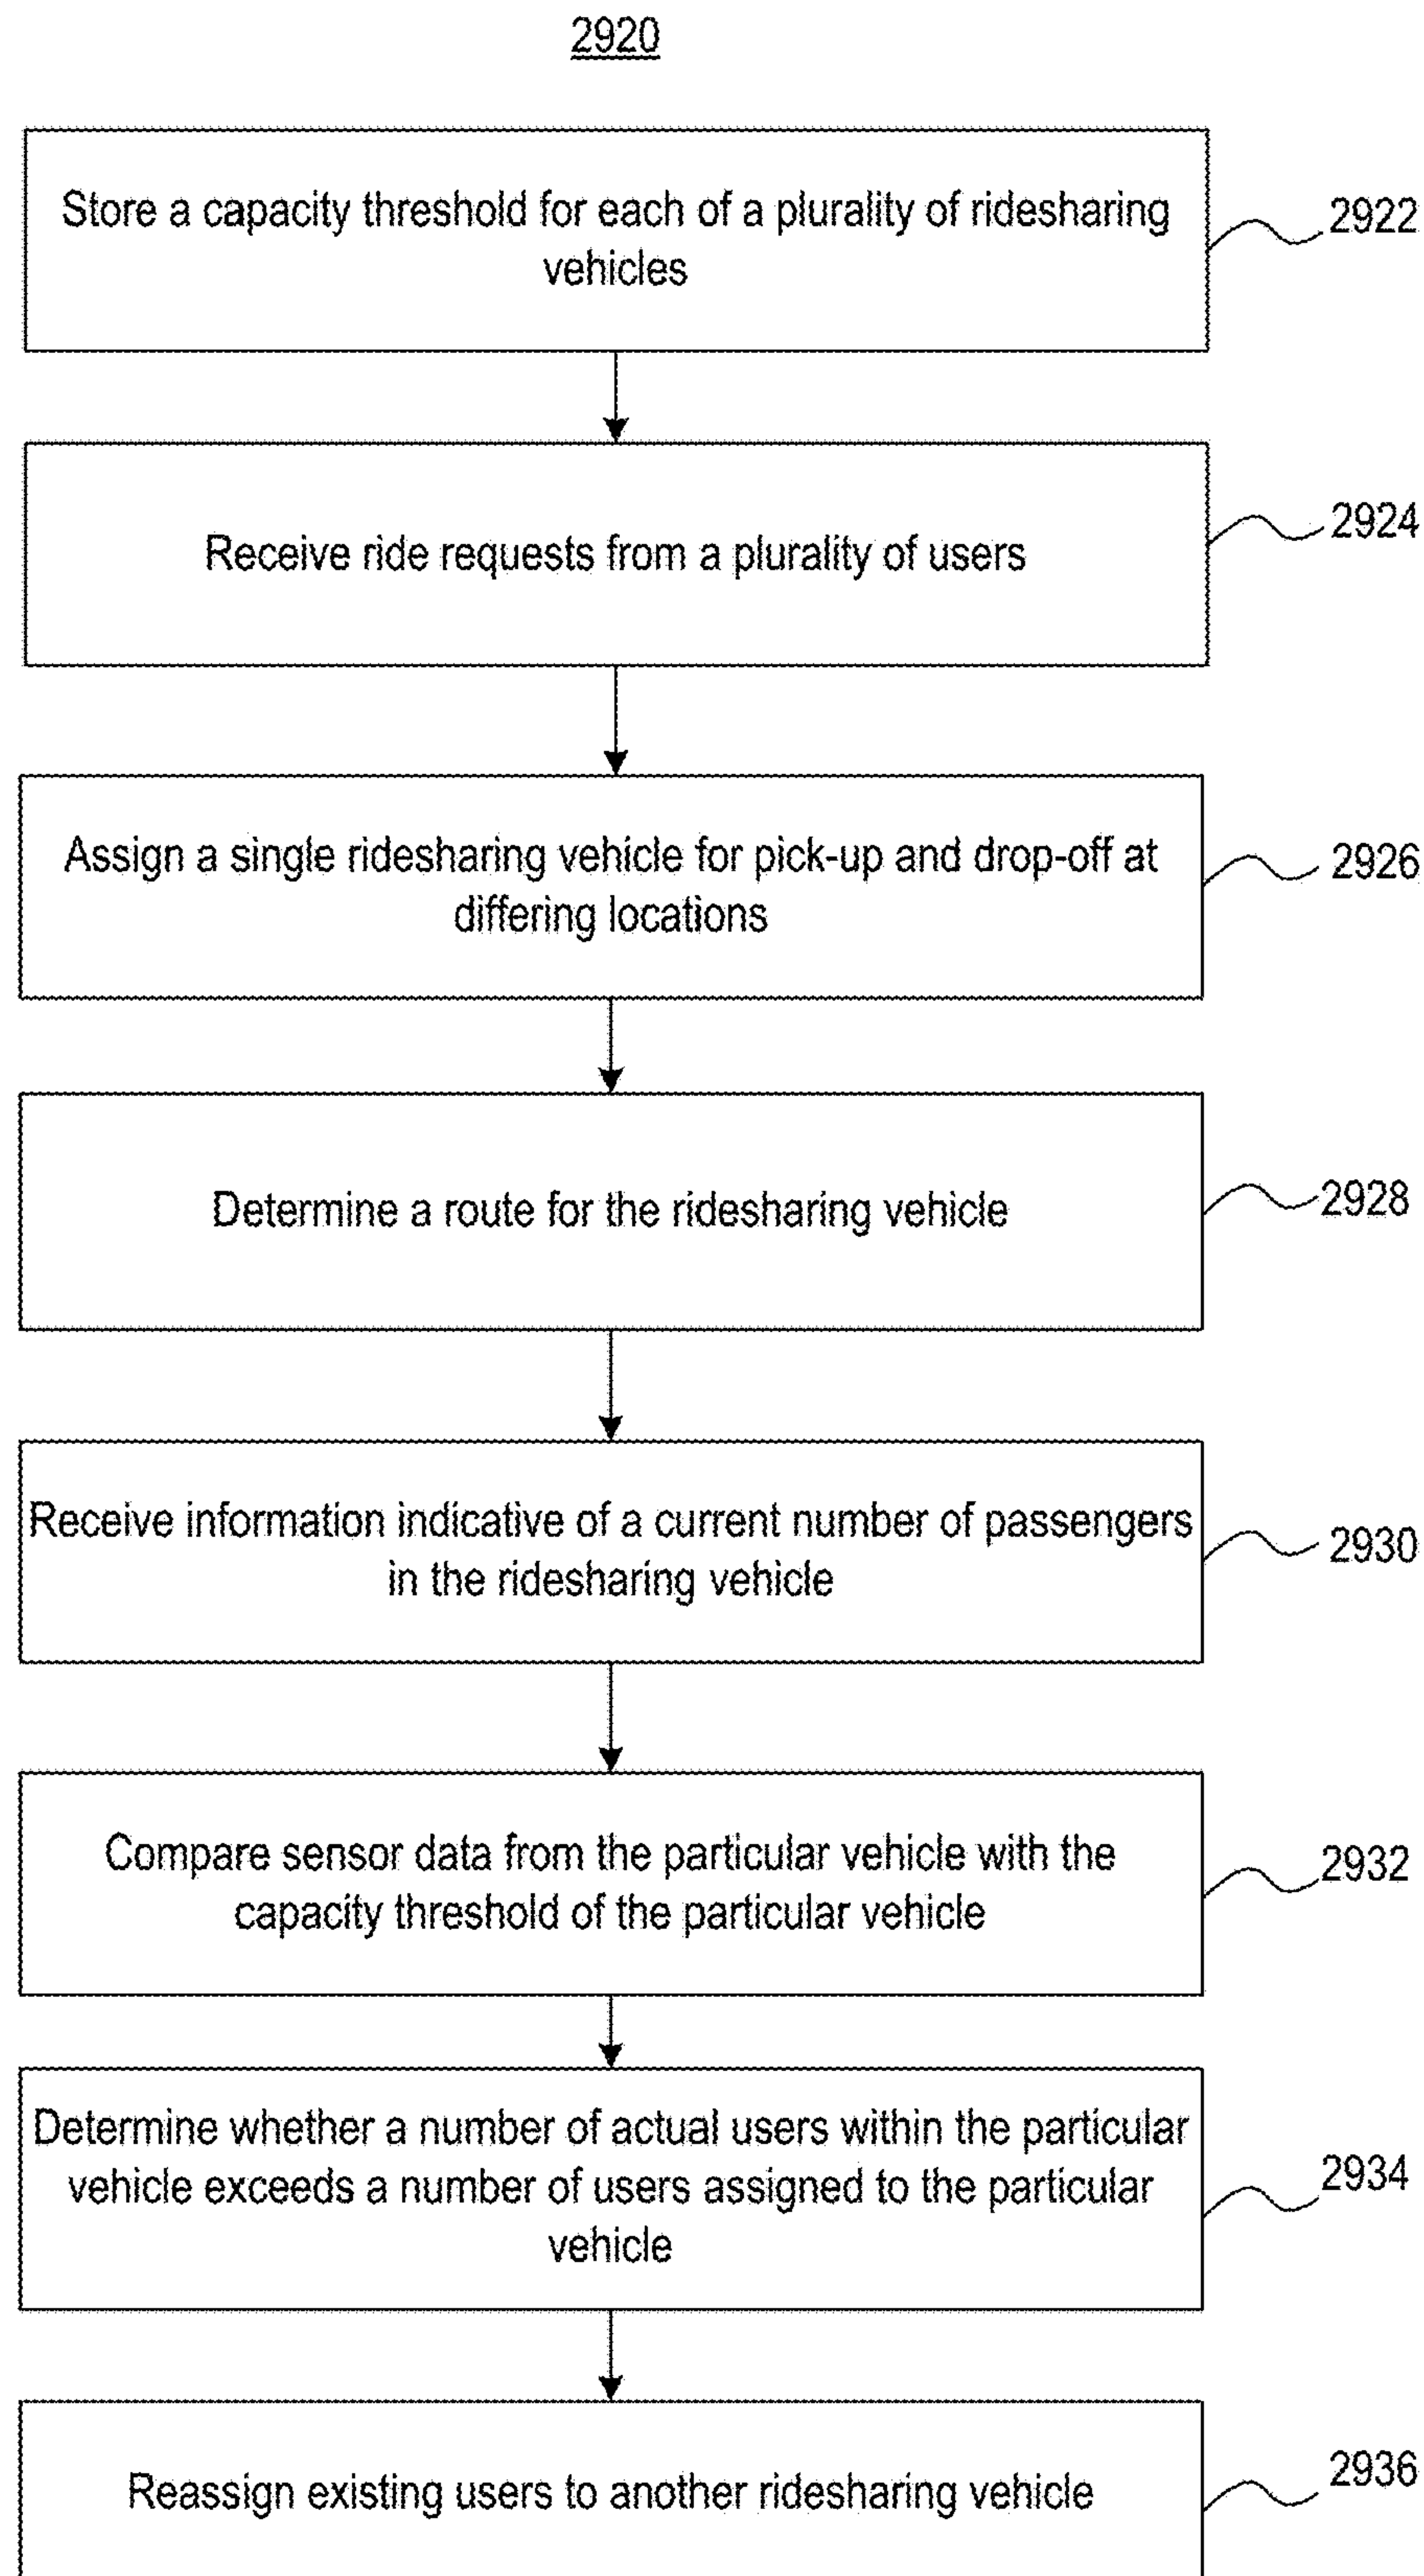 2920
Store a capacity threshold for each of a plurality of ridesharing
vehicles
2922
Receive ride requests from a plurality of users
2924
Assign a single ridesharing vehicle for pick-up and drop-off at
differing locations
2926
Determine a route for the ridesharing vehicle
2928
Receive information indicative of a current number of passengers
in the ridesharing vehicle
2930
Compare sensor data from the particular vehicle with the
capacity threshold of the particular vehicle
2932
Determine whether a number of actual users within the particular
vehicle exceeds a number of users assigned to the particular
vehicle
2934
Reassign existing users to another ridesharing vehicle
2936